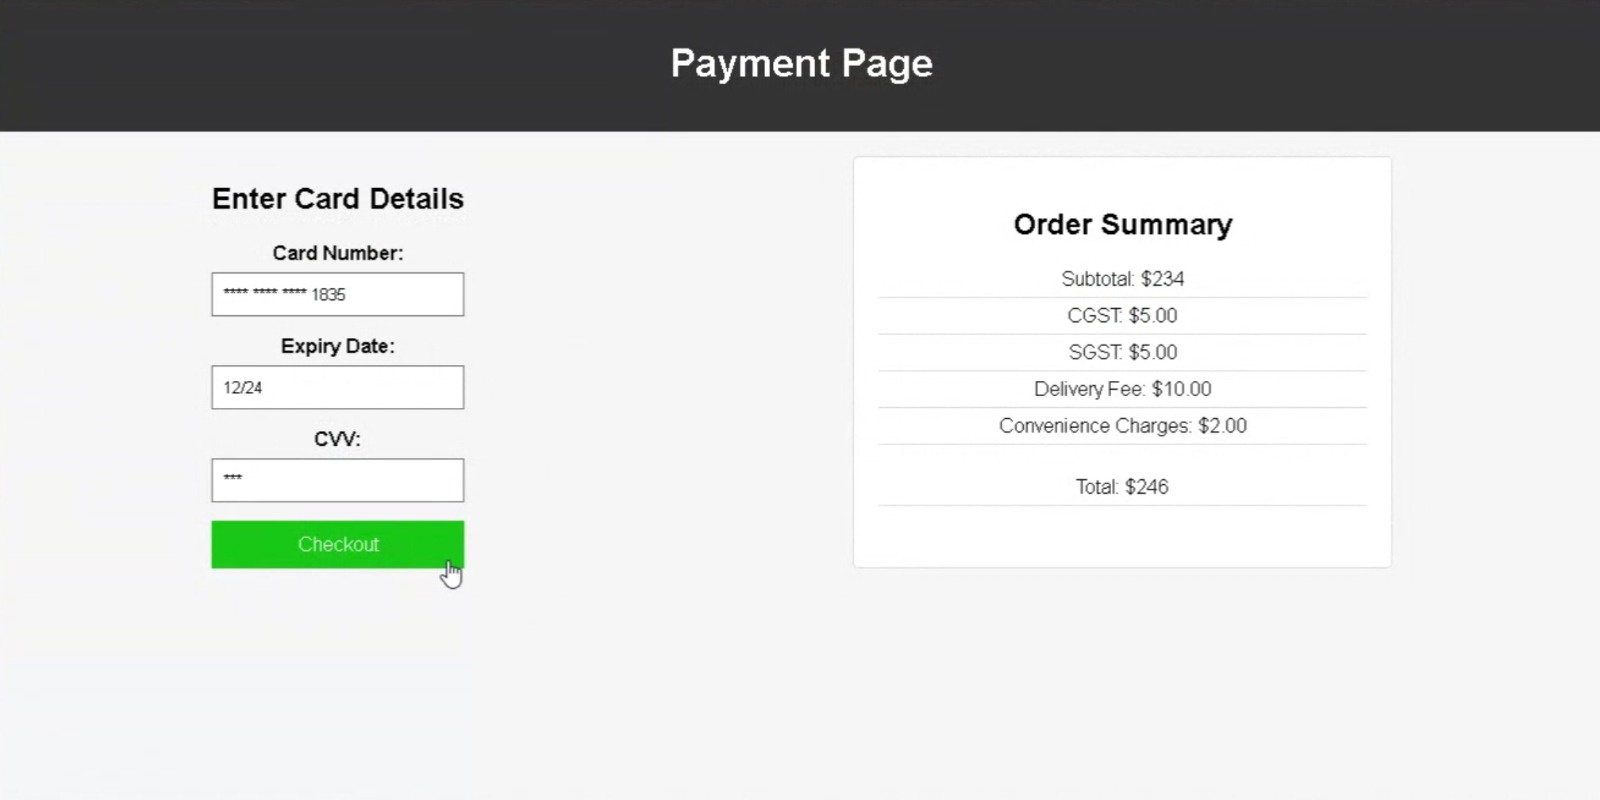 Payment Page
Enter Card Details
Card Number:
**** **** **** 1835
Expiry Date:
12/24
CVV:
***
Checkout
Order Summary
Subtotal: $234
CGST: $5.00
SGST: $5.00
Delivery Fee: $10.00
Convenience Charges: $2.00
Total: $246